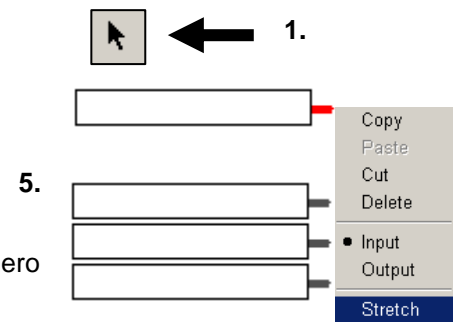 1.
Copy
Paste
Cut
5.
Delete
Input
ero
Output
Stretch